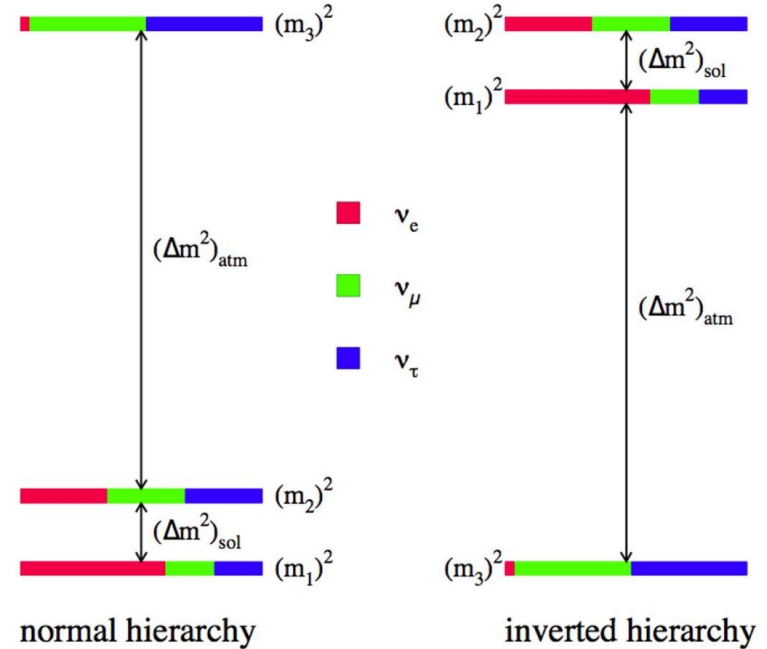 (m₃)²
(m₂)²
(Δm²)sol
(m₁)²
νe
(Δm²)atm
νμ
(Δm²)atm
ντ
(m₂)²
(Δm²)sol
(m₁)²
(m₃)²
normal hierarchy
inverted hierarchy